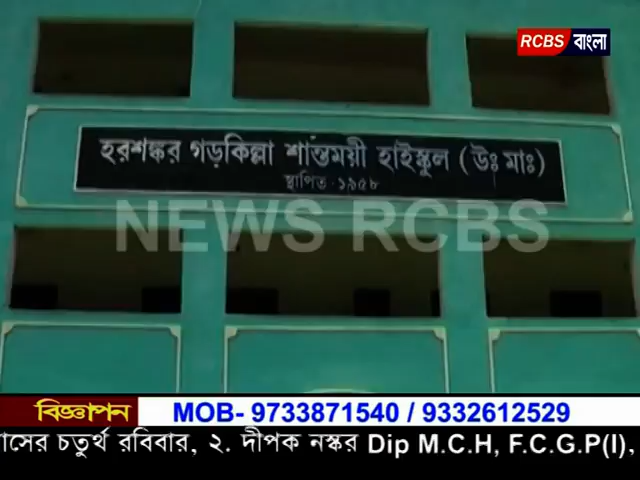 RCBS বাংলা
হরশঙ্কর গড়কিল্লা শান্তময়ী হাইস্কুল (উঃ মাঃ)
স্থাপিত-১৯৫৮
NEWS RCBS
বিজ্ঞাপন MOB- 9733871540 / 9332612529
াসের চতুর্থ রবিবার, ২. দীপক নস্কর Dip M.C.H, F.C.G.P(I),